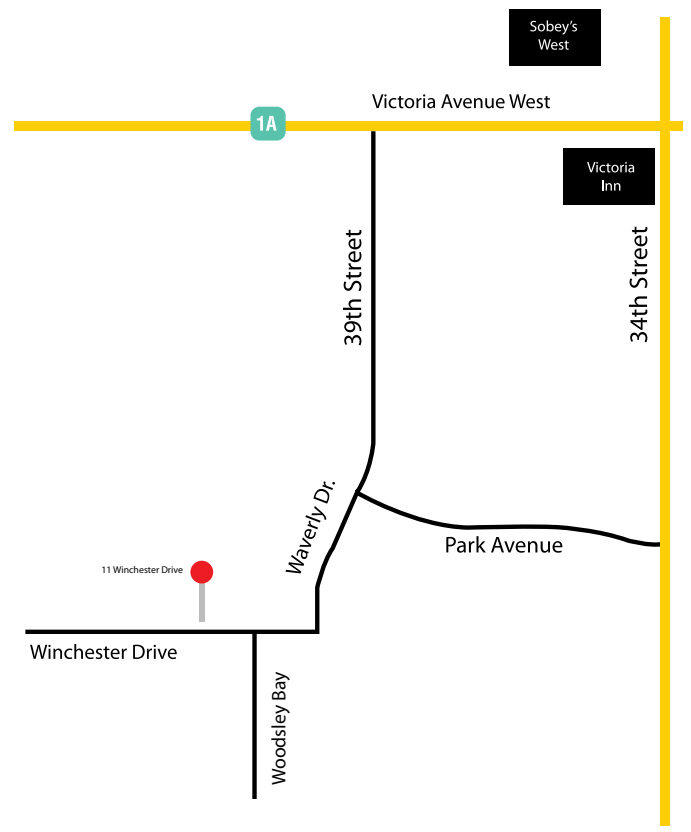 Sobey's
West
Victoria Avenue West
1A
Victoria
Inn
39th Street
34th Street
Waverly Dr.
Park Avenue
11 Winchester Drive
Winchester Drive
Woodsley Bay